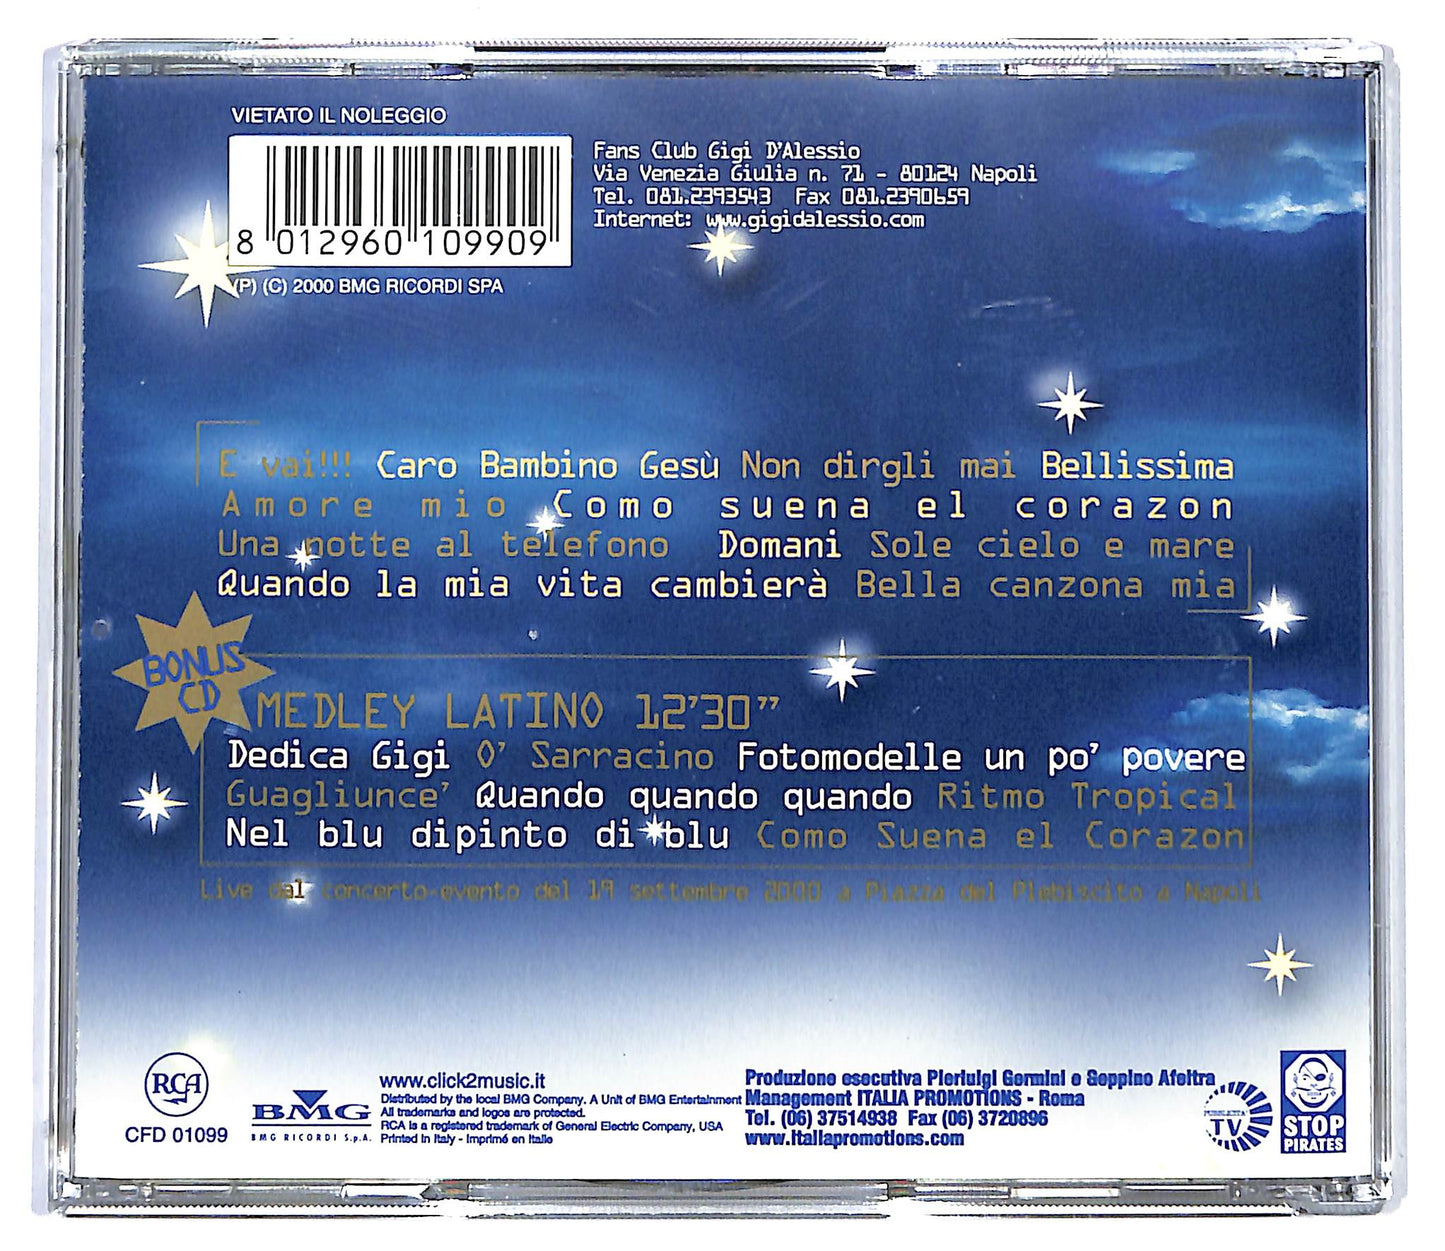 VIETATO IL NOLEGGIO
8 012960 109909
(P) (C) 2000 BMG RICORDI SPA
Fans Club Gigi D'Alessio
Via Venezia Giulia n. 71 - 80124 Napoli
Tel. 081.2393543 Fax 081.2390659
Internet: www.gigidalessio.com
E vai!!! Caro Bambino Gesù Non dirgli mai Bellissima
Amore mio Como suena el corazon
Una notte al telefono Domani Sole cielo e mare
Quando la mia vita cambierà Bella canzona mia
BONUS
CD
MEDLEY LATINO 12'30"
Dedica Gigi O' Sarracino Fotomodelle un po' povere
Guagliunce' Quando quando quando Ritmo Tropical
Nel blu dipinto di blu Como Suena el Corazon
Live dal concerto-evento del 19 settembre 2000 a Piazza del Plebiscito a Napoli
RCA
CFD 01099
BMG
BMG RICORDI S.p.A.
www.click2music.it
Distributed by the local BMG Company. A Unit of BMG Entertainment
All trademarks and logos are protected.
RCA is a registered trademark of General Electric Company, USA
Printed in Italy - Imprimé en Italie
Produzione esecutiva Pierluigi Germini e Geppino Afeltra
Management ITALIA PROMOTIONS - Roma
Tel. (06) 37514938 Fax (06) 3720896
www.italiapromotions.com
PUBBLICITA'
TV
STOP
PIRATES